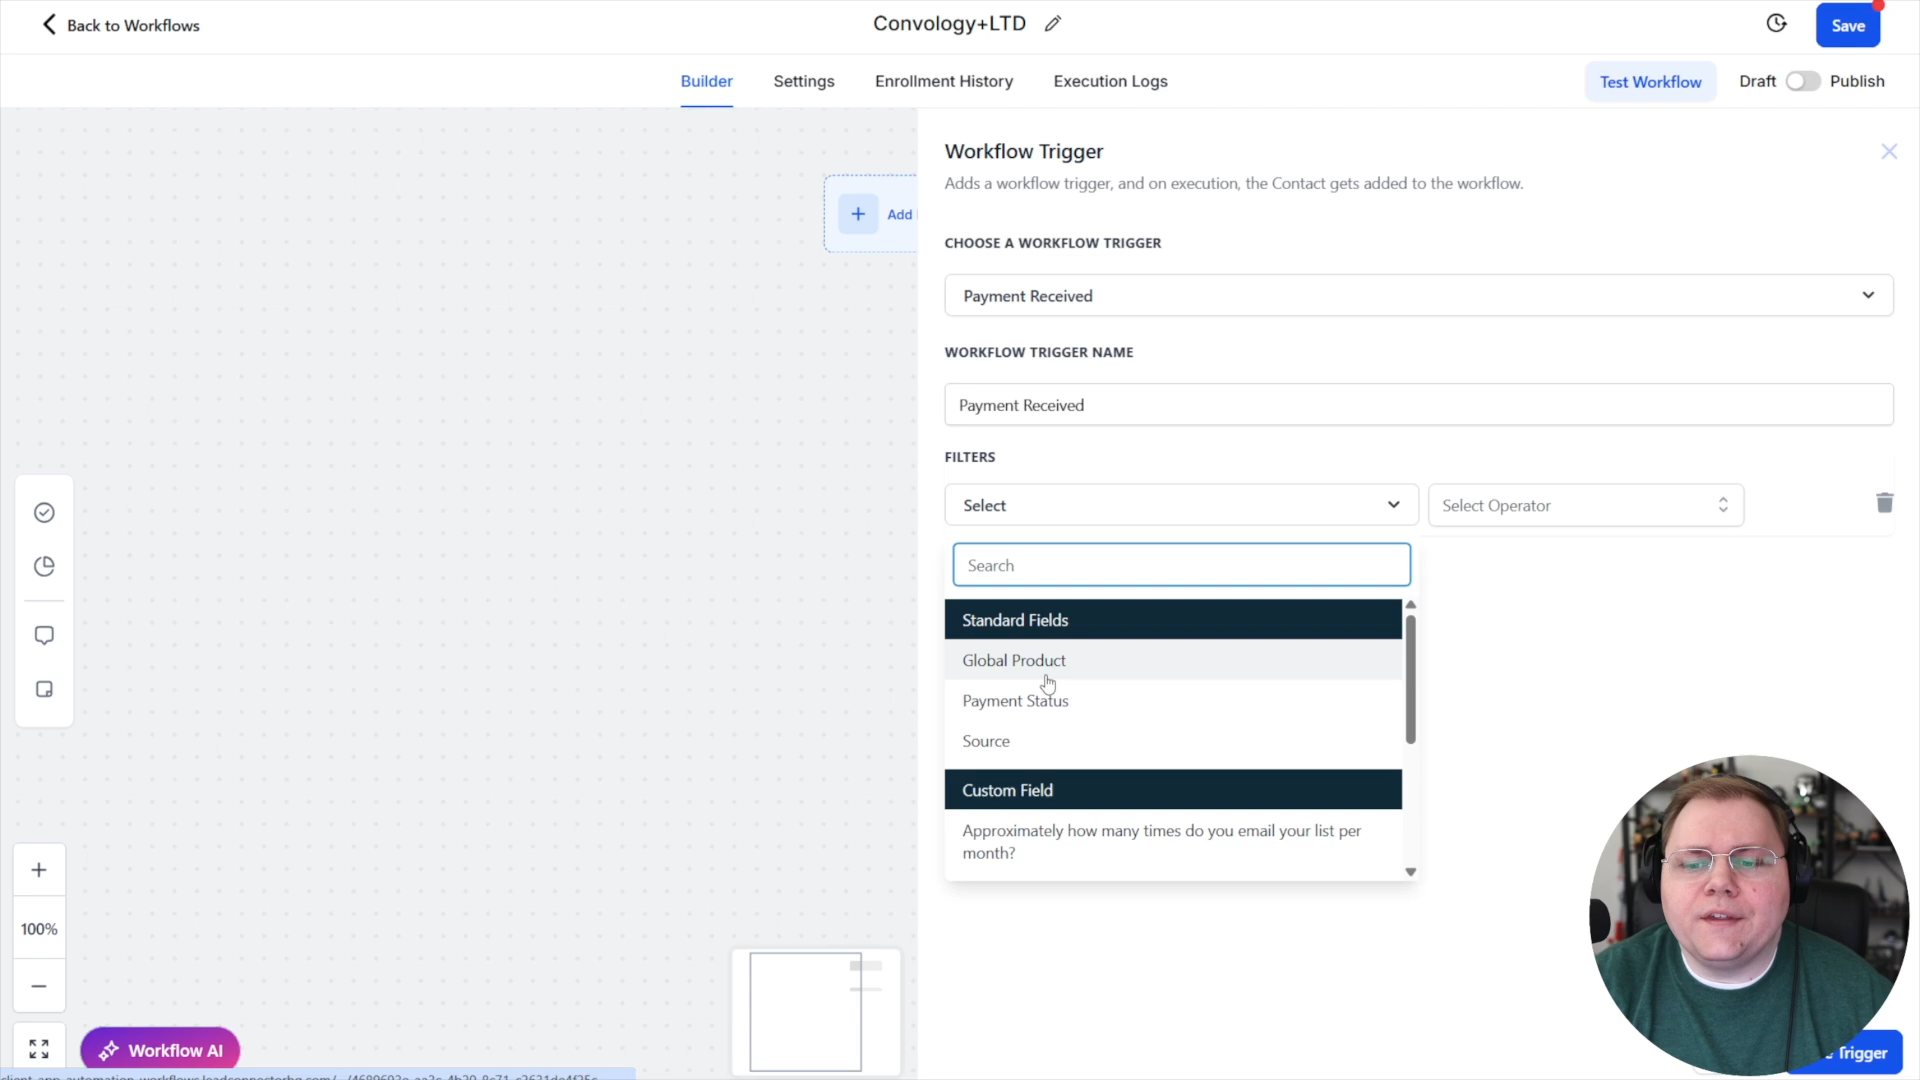 Back to Workflows
Convology+LTD
Save
Builder
Settings
Enrollment History
Execution Logs
Test Workflow
Draft
Publish
Workflow Trigger
Adds a workflow trigger, and on execution, the Contact gets added to the workflow.
Add
CHOOSE A WORKFLOW TRIGGER
Payment Received
WORKFLOW TRIGGER NAME
Payment Received
FILTERS
Select
Select Operator
Search
Standard Fields
Global Product
Payment Status
Source
Custom Field
Approximately how many times do you email your list per
month?
100%
Workflow AI
Trigger